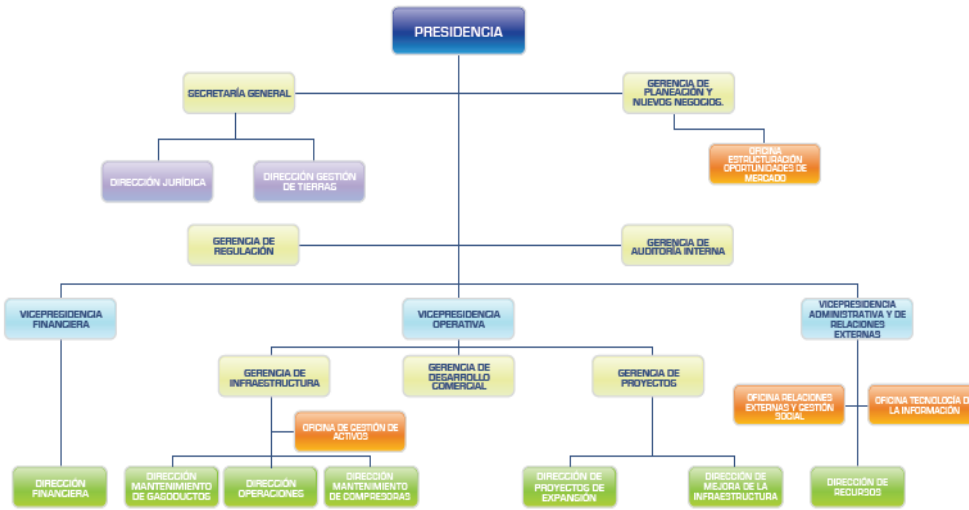 PRESIDENCIA
SECRETARÍA GENERAL
GERENCIA DE
PLANEACIÓN Y
NUEVOS NEGOCIOS.
DIRECCIÓN JURÍDICA
DIRECCIÓN GESTIÓN
DE TIERRAS
OFICINA
ESTRUCTURACIÓN
OPORTUNIDADES DE
MERCADO
GERENCIA DE
REGULACIÓN
GERENCIA DE
AUDITORÍA INTERNA
VICEPRESIDENCIA
FINANCIERA
VICEPRESIDENCIA
OPERATIVA
VICEPRESIDENCIA
ADMINISTRATIVA Y DE
RELACIONES
EXTERNAS
GERENCIA DE
INFRAESTRUCTURA
GERENCIA DE
DESARROLLO
COMERCIAL
GERENCIA DE
PROYECTOS
OFICINA RELACIONES
EXTERNAS Y GESTIÓN
SOCIAL
OFICINA TECNOLOGÍA DE
LA INFORMACIÓN
OFICINA DE GESTIÓN DE
ACTIVOS
DIRECCIÓN
FINANCIERA
DIRECCIÓN
MANTENIMIENTO
DE GASODUCTOS
DIRECCIÓN
OPERACIONES
DIRECCIÓN
MANTENIMIENTO
DE COMPRESORAS
DIRECCIÓN DE
PROYECTOS DE
EXPANSIÓN
DIRECCIÓN DE
MEJORA DE LA
INFRAESTRUCTURA
DIRECCIÓN DE
RECURSOS